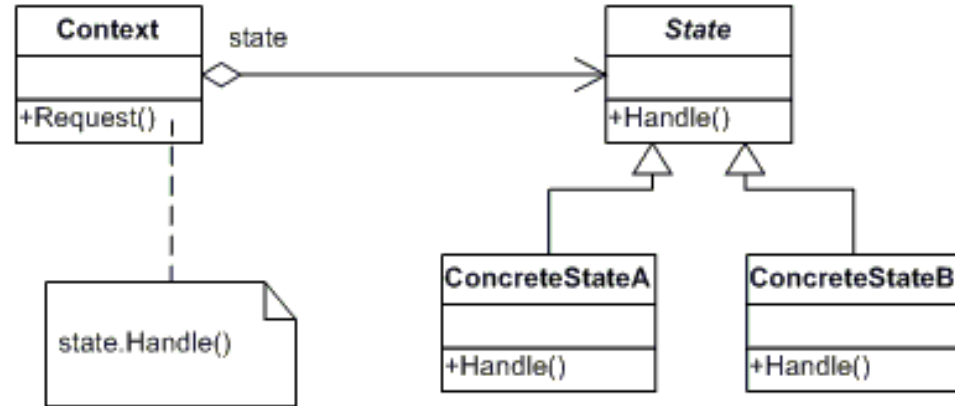 Context
state
State
+Request()
+Handle()
state.Handle()
ConcreteStateA
+Handle()
ConcreteStateB
+Handle()